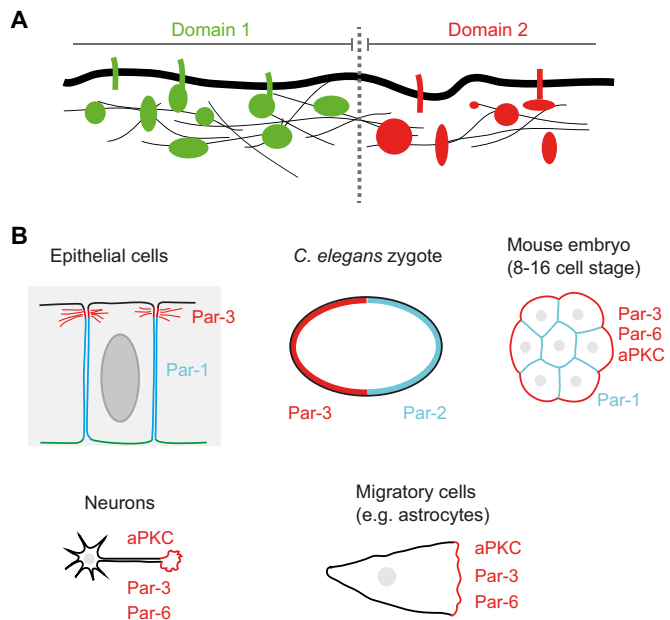 A
Domain 1
Domain 2
B
Epithelial cells
Par-3
Par-1
C. elegans zygote
Par-3
Par-2
Mouse embryo
(8-16 cell stage)
Par-3
Par-6
aPKC
Par-1
Neurons
aPKC
Par-3
Par-6
Migratory cells
(e.g. astrocytes)
aPKC
Par-3
Par-6